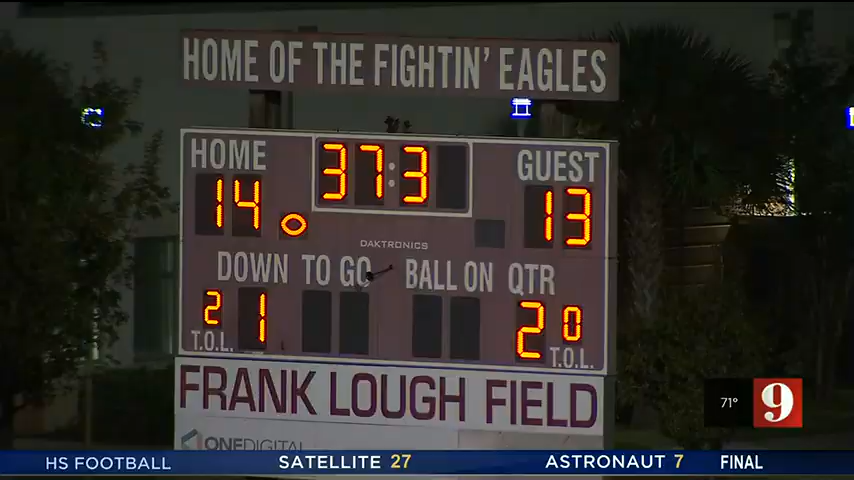 HOME OF THE FIGHTIN' EAGLES
HOME 37:3 GUEST
14 13
DAKTRONICS
DOWN TO GO BALL ON QTR
2 1 2 0
T.O.L. T.O.L.
FRANK LOUGH FIELD
ONEDIGITAL
71° 9
HS FOOTBALL SATELLITE 27 ASTRONAUT 7 FINAL